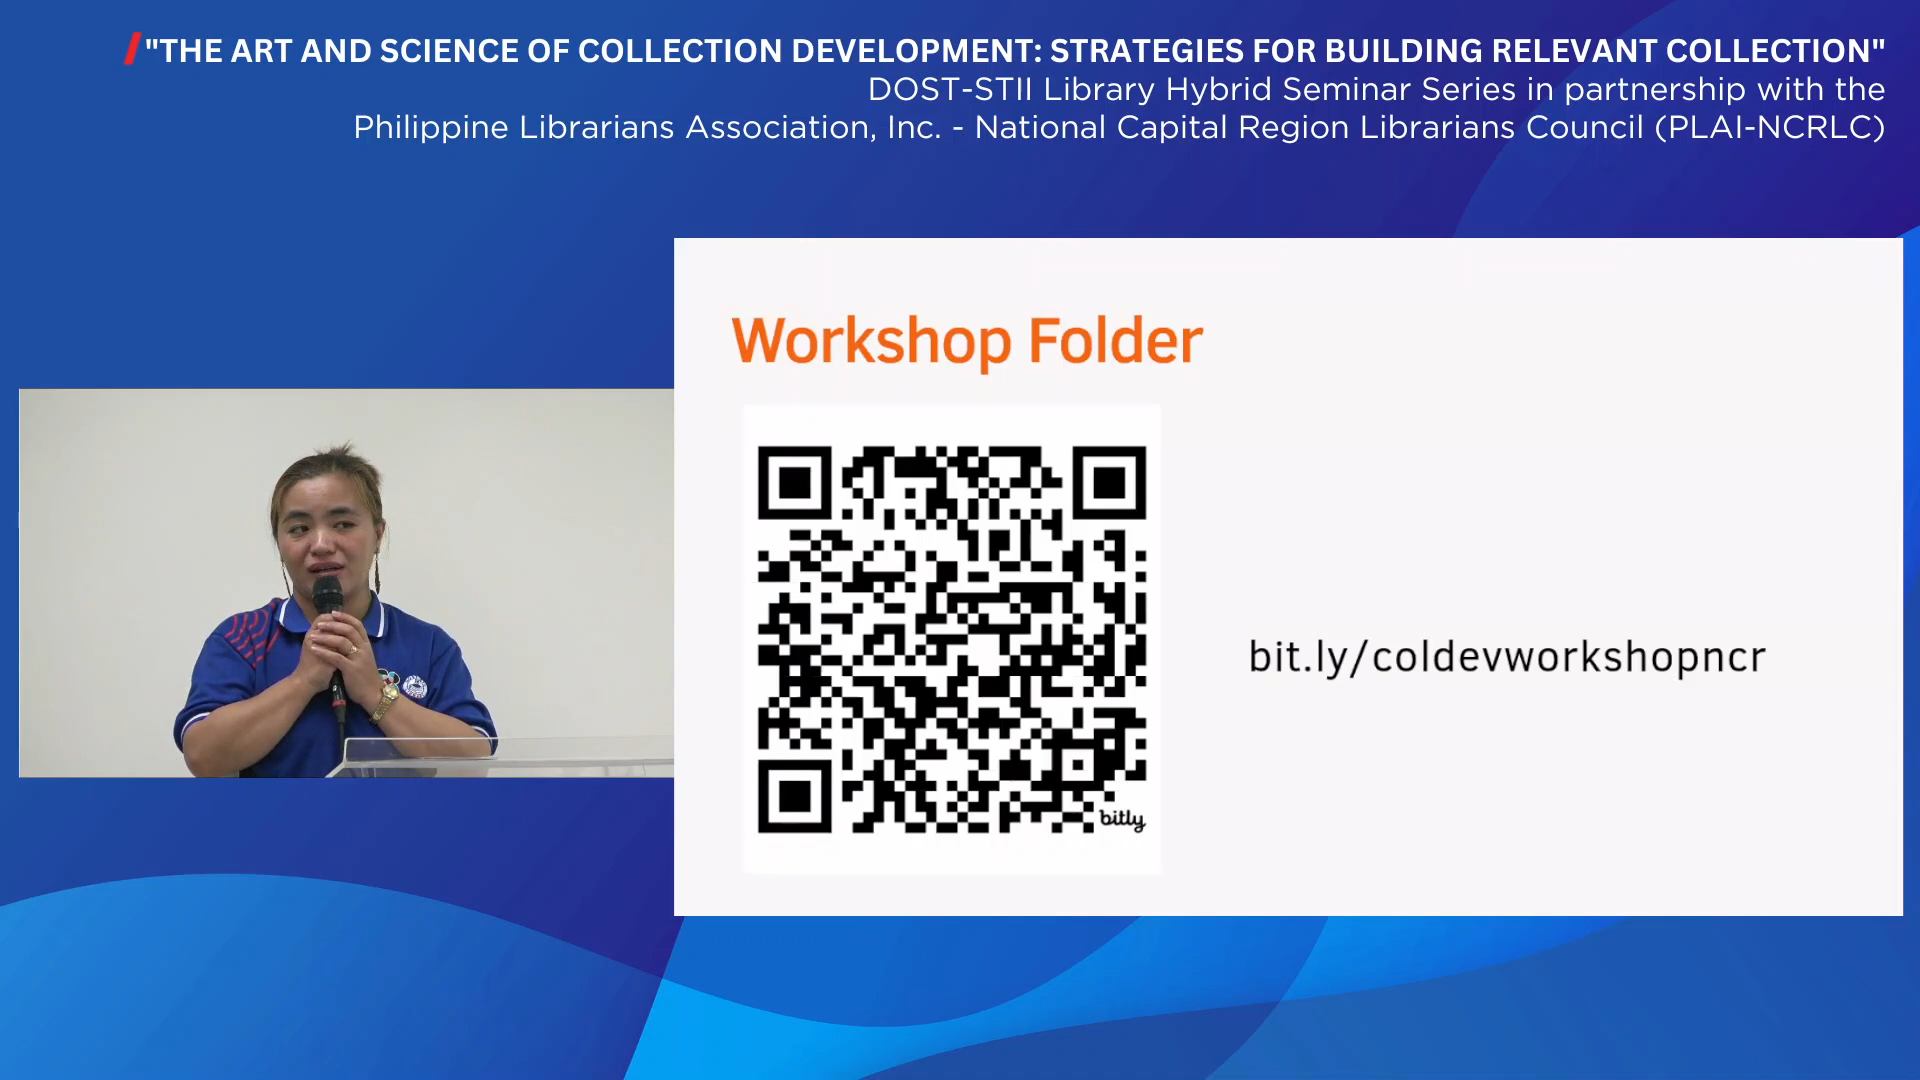 "THE ART AND SCIENCE OF COLLECTION DEVELOPMENT: STRATEGIES FOR BUILDING RELEVANT COLLECTION"
DOST-STII Library Hybrid Seminar Series in partnership with the
Philippine Librarians Association, Inc. - National Capital Region Librarians Council (PLAI-NCRLC)
Workshop Folder
bit.ly/coldevworkshopncr
bitly